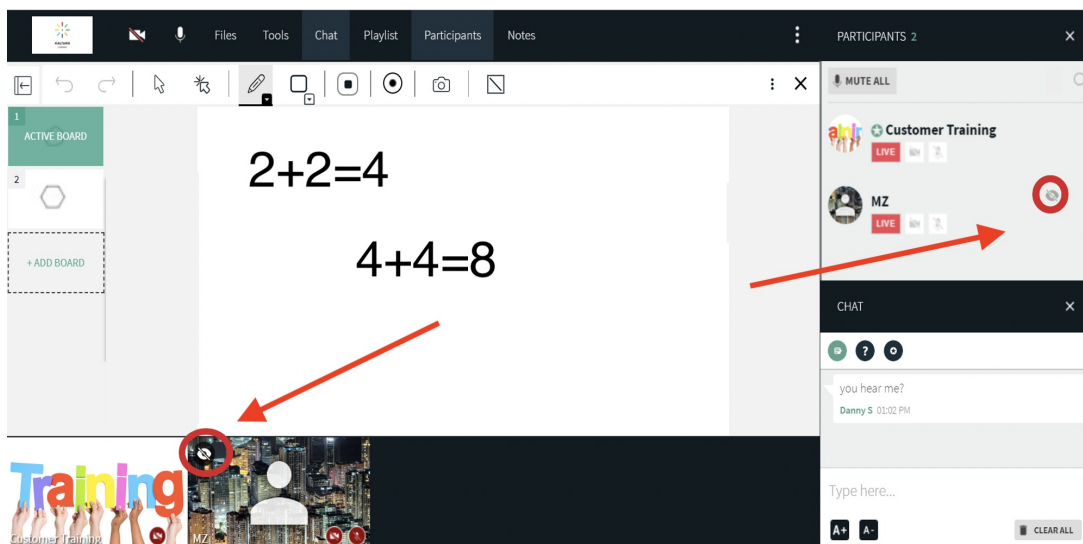 Files Tools Chat Playlist Participants Notes
PARTICIPANTS 2
MUTE ALL
1
ACTIVE BOARD
2
+ ADD BOARD
2+2=4
4+4=8
Customer Training
LIVE
MZ
LIVE
CHAT
?
you hear me?
Danny S 01:02 PM
Type here...
A+ A-
CLEAR ALL
Training
Customer Training
MZ